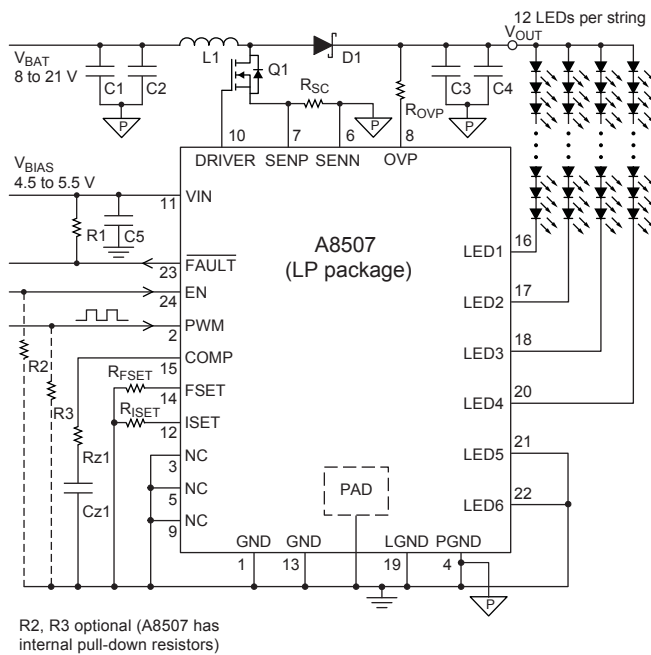 12 LEDs per string
VOUT
VBAT
8 to 21 V
C1
C2
P
L1
Q1
D1
RSC
P
ROVP
C3
C4
P
10
7
6
8
DRIVER
SENP
SENN
OVP
VBIAS
4.5 to 5.5 V
11
VIN
R1
C5
A8507
(LP package)
23
FAULT
24
EN
2
PWM
15
COMP
RFSET
14
FSET
RISET
12
ISET
R2
R3
Rz1
Cz1
3
NC
5
NC
9
NC
PAD
LED1
16
LED2
17
LED3
18
LED4
20
LED5
21
LED6
22
GND
GND
LGND
PGND
1
13
19
4
P
R2, R3 optional (A8507 has
internal pull-down resistors)